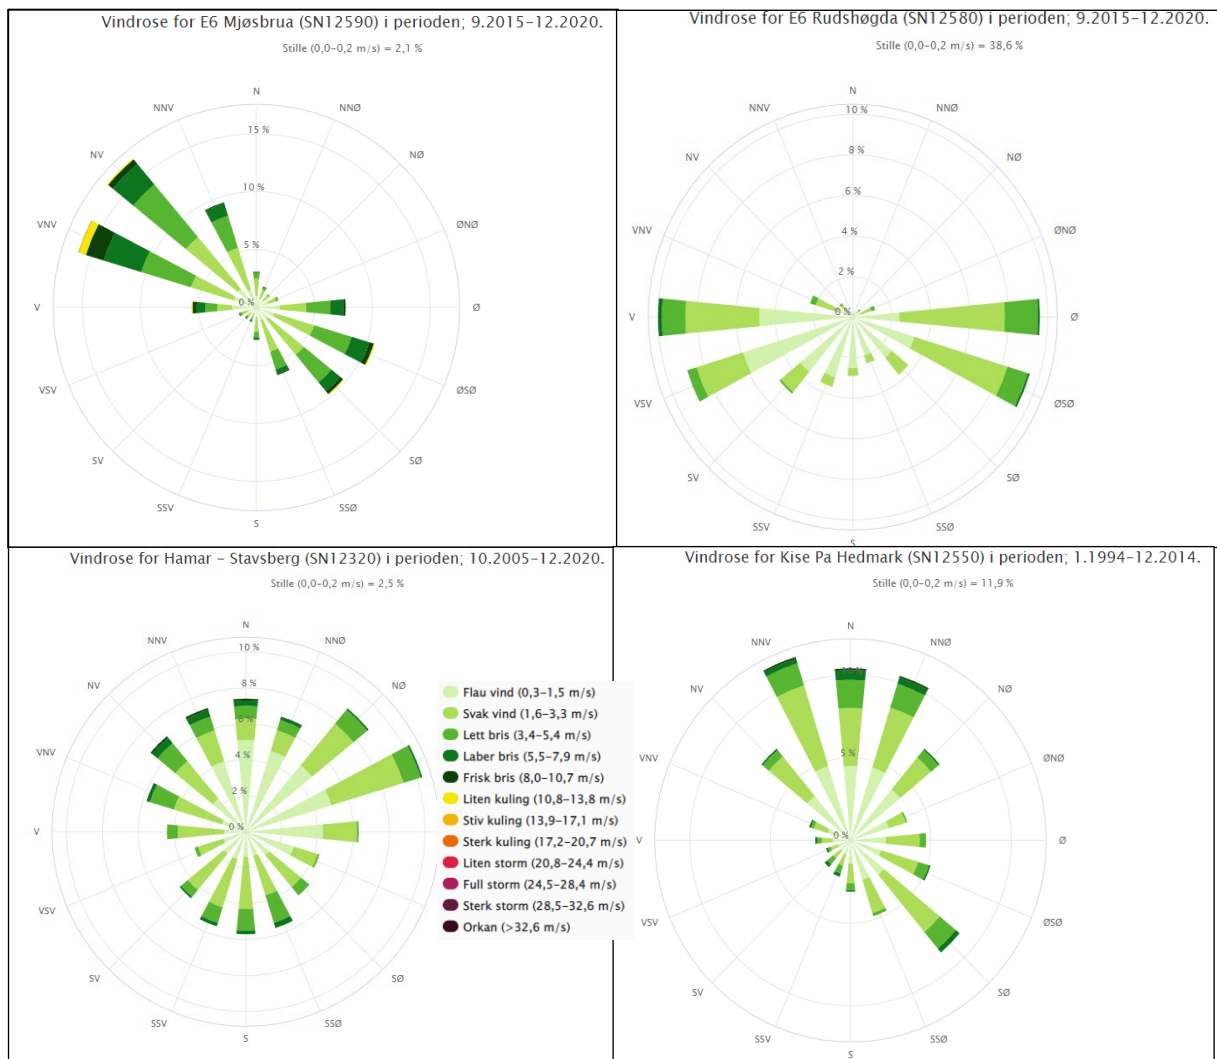 Vindrose for E6 Mjøsbrua (SN12590) i perioden; 9.2015–12.2020.
Stille (0,0–0,2 m/s) = 2,1 %
N
NNV
NNØ
15 %
NV
NØ
10 %
VNV
ØNØ
5 %
0 %
V
Ø
VSV
ØSØ
SV
SØ
SSV
SSØ
S
Vindrose for E6 Rudshøgda (SN12580) i perioden; 9.2015–12.2020.
Stille (0,0–0,2 m/s) = 38,6 %
N
NNV
NNØ
10 %
8 %
NV
NØ
6 %
VNV
ØNØ
4 %
2 %
0 %
V
Ø
VSV
ØSØ
SV
SØ
SSV
SSØ
S
Vindrose for Hamar – Stavsberg (SN12320) i perioden; 10.2005–12.2020.
Stille (0,0–0,2 m/s) = 2,5 %
N
NNV
NNØ
10 %
NV
NØ
8 %
6 %
VNV
4 %
2 %
0 %
V
VSV
SV
SØ
SSV
SSØ
S
Flau vind (0,3–1,5 m/s)
Svak vind (1,6–3,3 m/s)
Lett bris (3,4–5,4 m/s)
Laber bris (5,5–7,9 m/s)
Frisk bris (8,0–10,7 m/s)
Liten kuling (10,8–13,8 m/s)
Stiv kuling (13,9–17,1 m/s)
Sterk kuling (17,2–20,7 m/s)
Liten storm (20,8–24,4 m/s)
Full storm (24,5–28,4 m/s)
Sterk storm (28,5–32,6 m/s)
Orkan (>32,6 m/s)
Vindrose for Kise Pa Hedmark (SN12550) i perioden; 1.1994–12.2014.
Stille (0,0–0,2 m/s) = 11,9 %
N
NNV
NNØ
10 %
NV
NØ
VNV
ØNØ
5 %
0 %
V
Ø
VSV
ØSØ
SV
SØ
SSV
SSØ
S